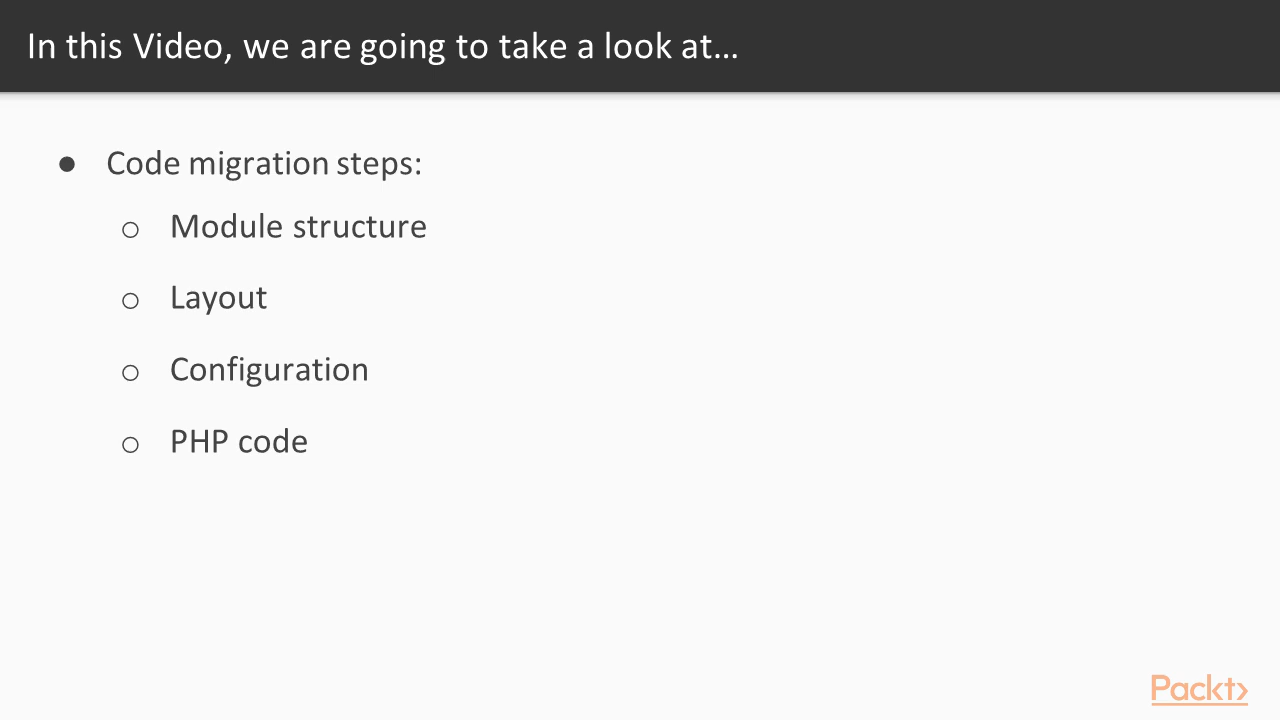 In this Video, we are going to take a look at…
● Code migration steps:
○ Module structure
○ Layout
○ Configuration
○ PHP code
Packt›